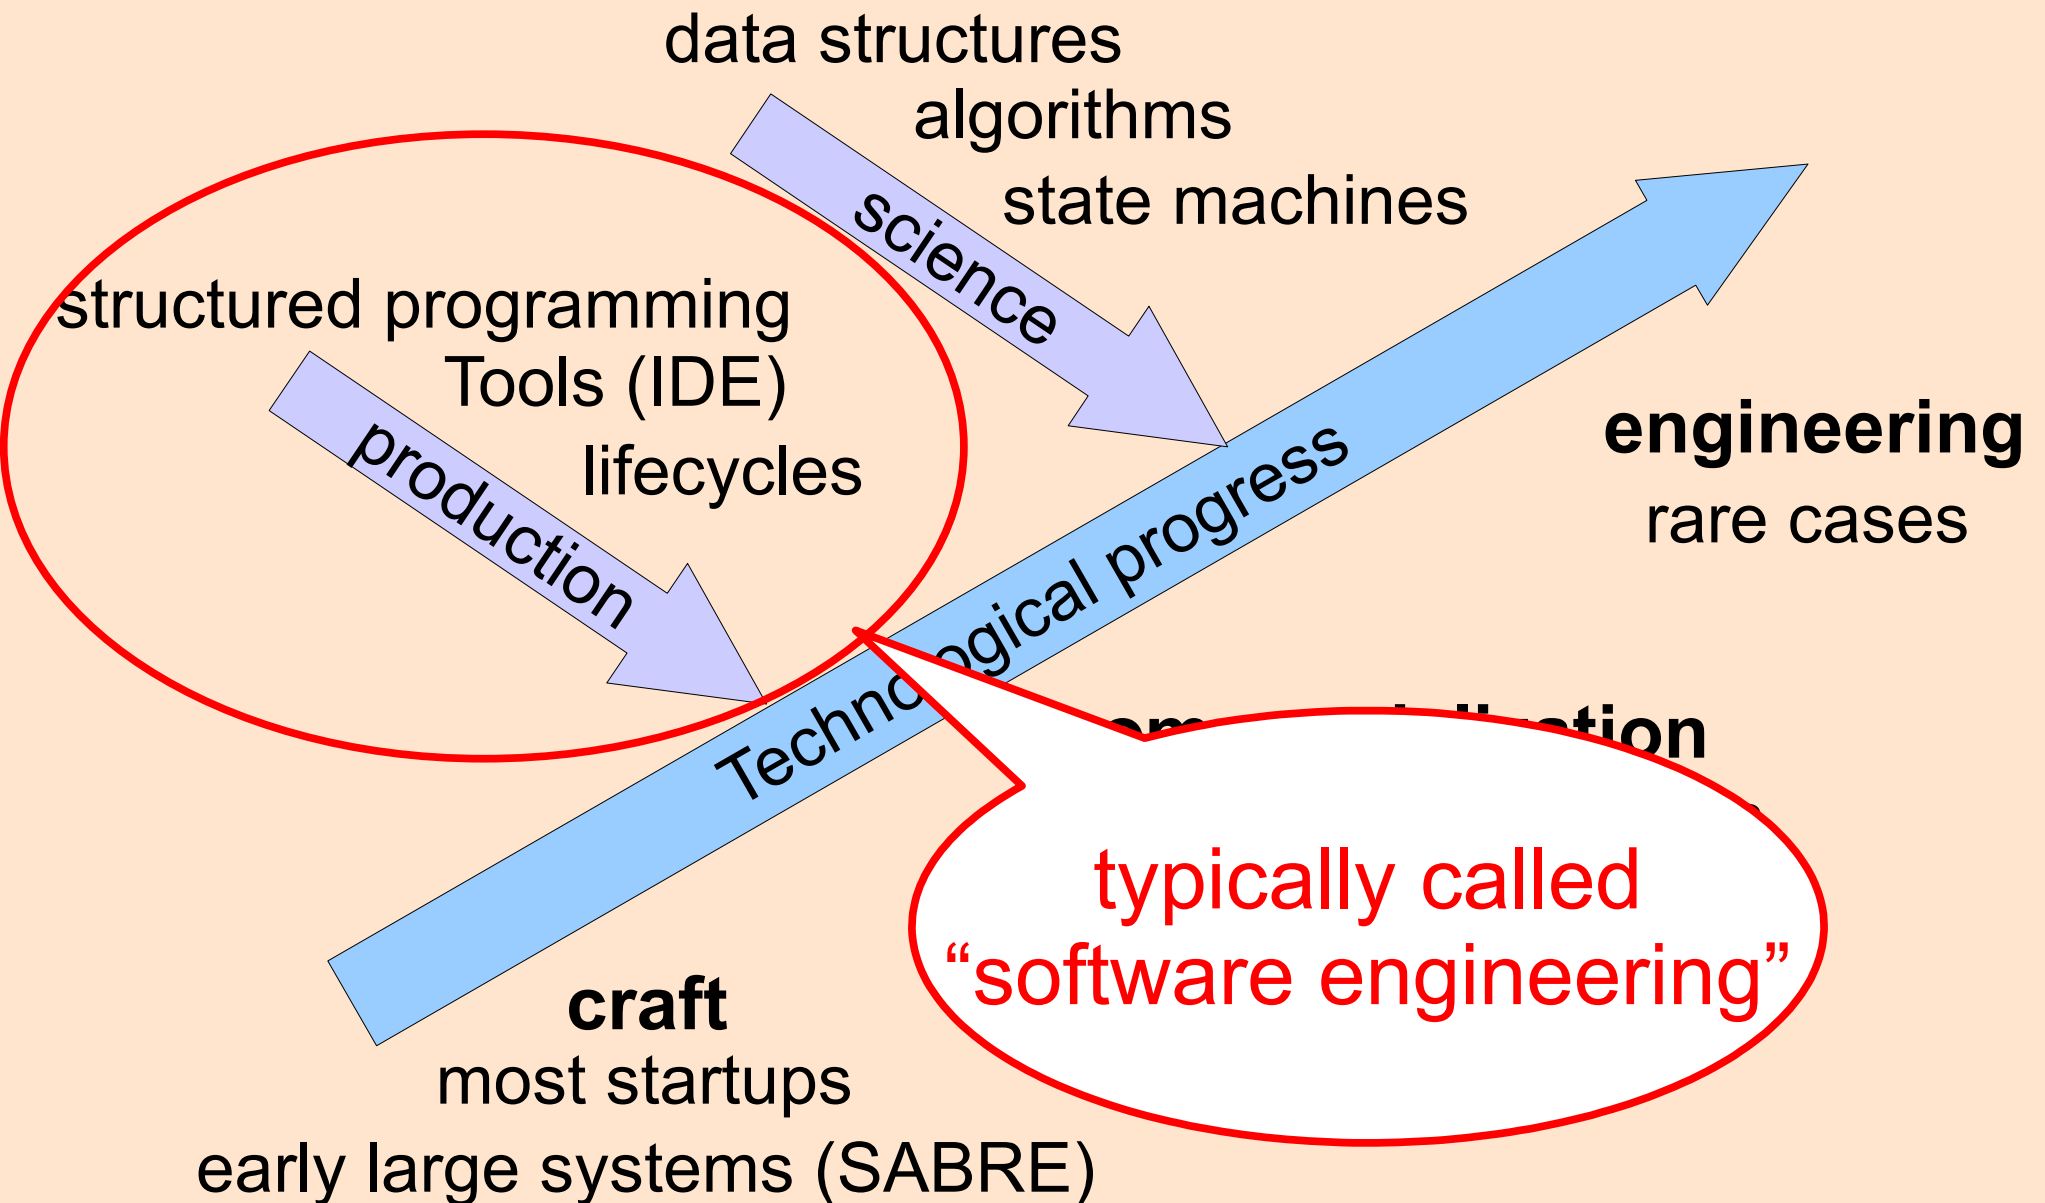 data structures
algorithms
state machines
science
structured programming
Tools (IDE)
lifecycles
production
Technological progress
engineering
rare cases
typically called
“software engineering”
craft
most startups
early large systems (SABRE)